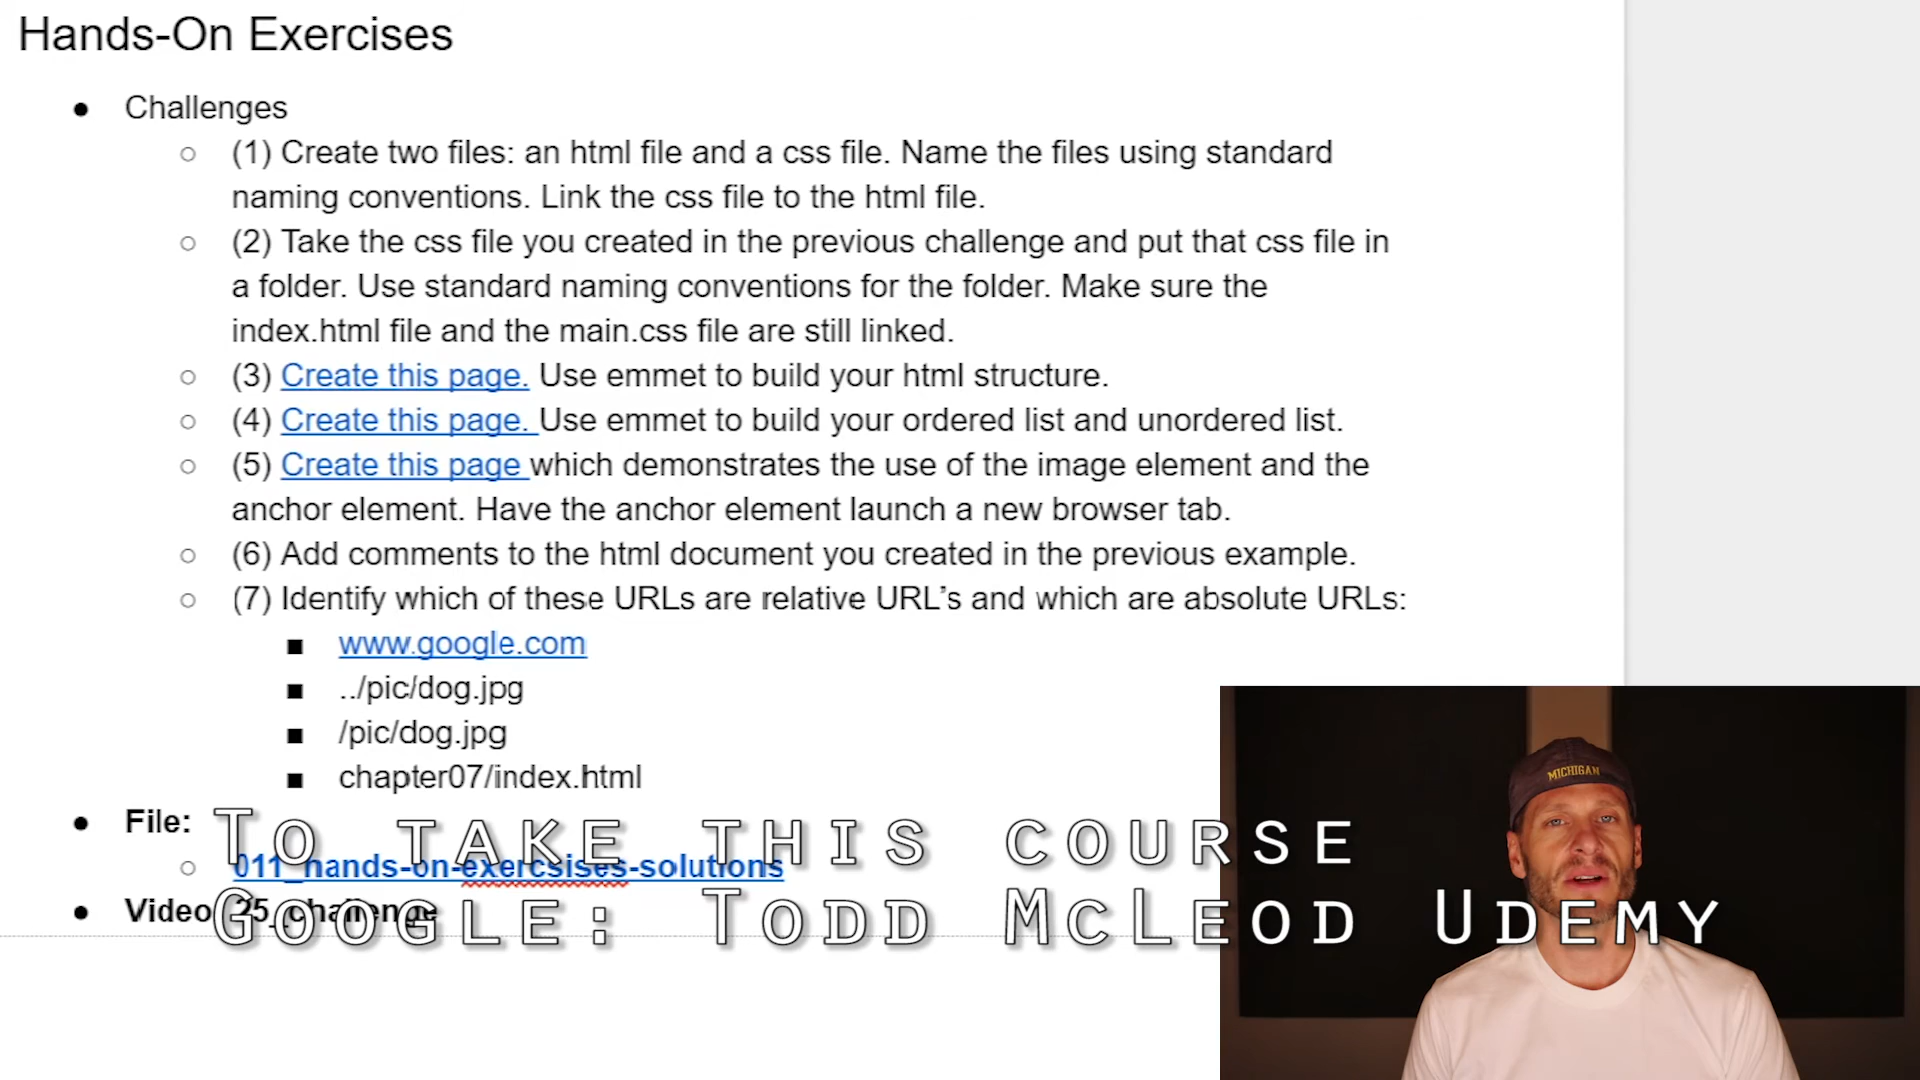 Hands-On Exercises
● Challenges
○ (1) Create two files: an html file and a css file. Name the files using standard
naming conventions. Link the css file to the html file.
○ (2) Take the css file you created in the previous challenge and put that css file in
a folder. Use standard naming conventions for the folder. Make sure the
index.html file and the main.css file are still linked.
○ (3) Create this page. Use emmet to build your html structure.
○ (4) Create this page. Use emmet to build your ordered list and unordered list.
○ (5) Create this page which demonstrates the use of the image element and the
anchor element. Have the anchor element launch a new browser tab.
○ (6) Add comments to the html document you created in the previous example.
○ (7) Identify which of these URLs are relative URL’s and which are absolute URLs:
■ www.google.com
■ ../pic/dog.jpg
■ /pic/dog.jpg
■ chapter07/index.html
● File:
○ 011_hands-on-exercsises-solutions
● Video 25_challenge
To take this course
Google: Todd McLeod Udemy
MICHIGAN